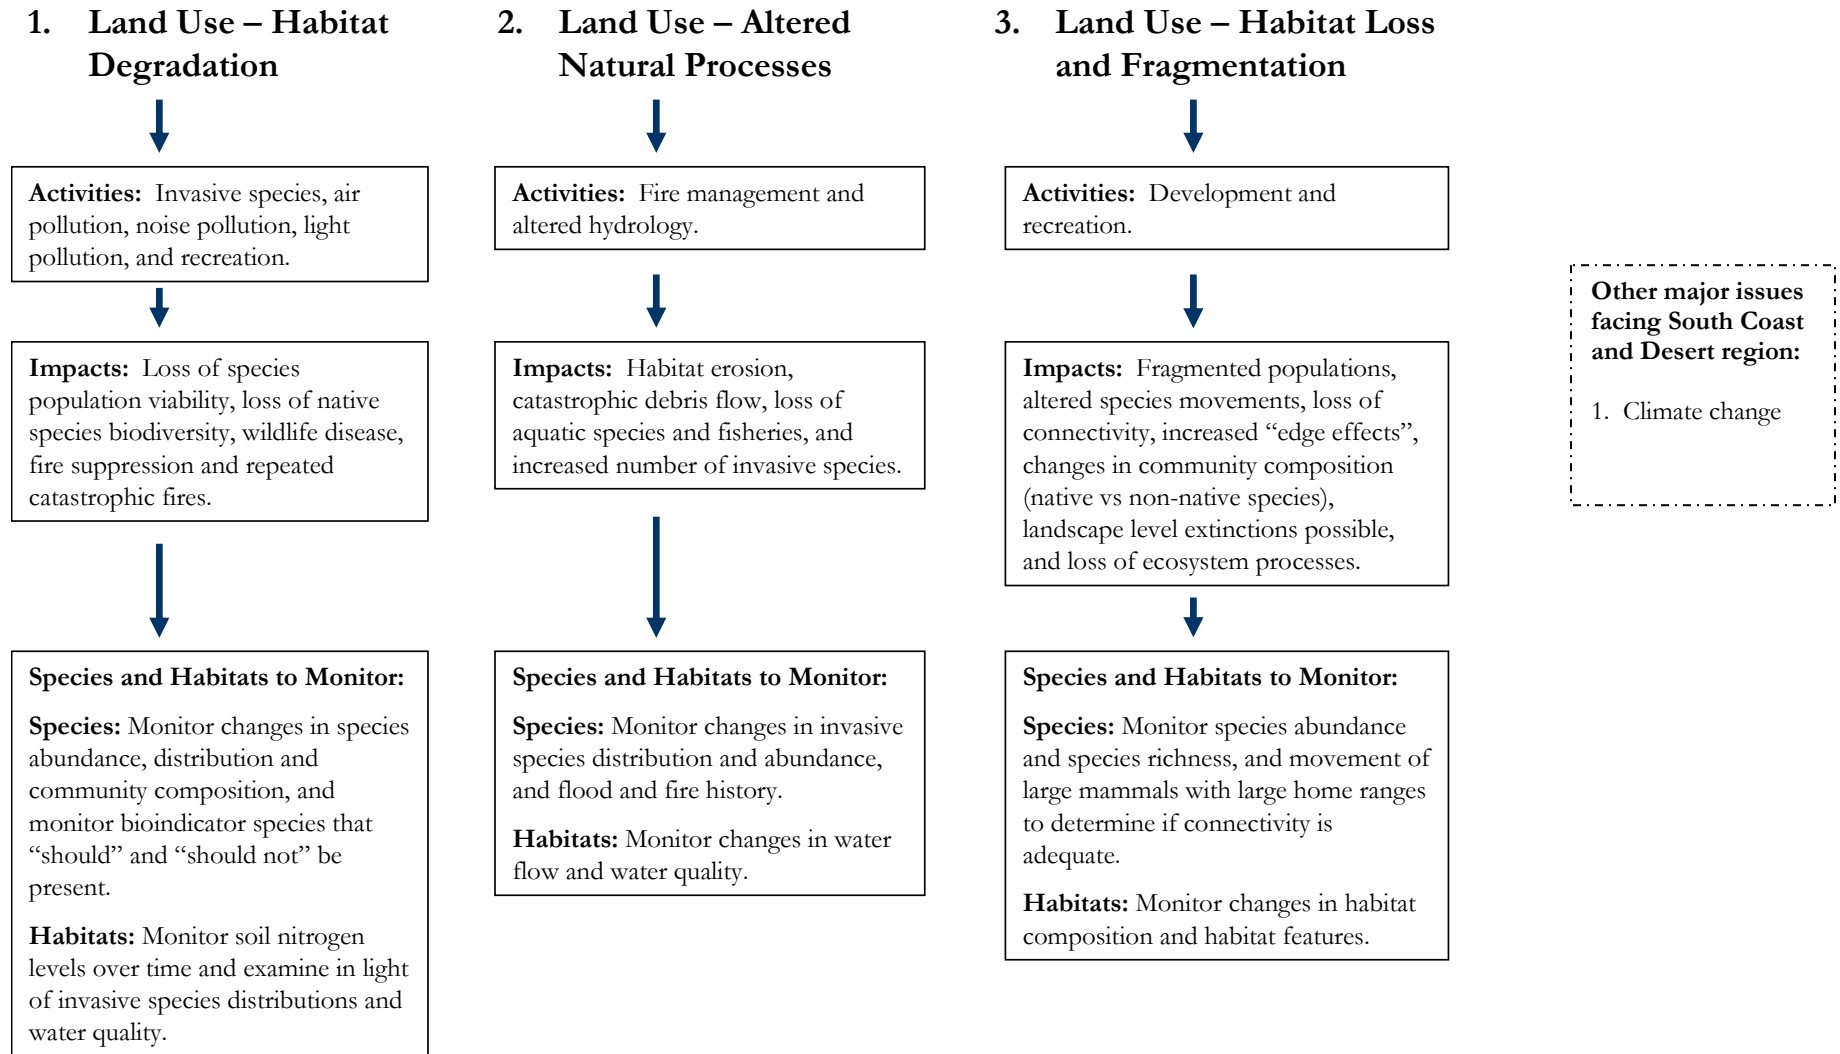 1. Land Use – Habitat
Degradation
Activities: Invasive species, air
pollution, noise pollution, light
pollution, and recreation.
Impacts: Loss of species
population viability, loss of native
species biodiversity, wildlife disease,
fire suppression and repeated
catastrophic fires.
Species and Habitats to Monitor:
Species: Monitor changes in species
abundance, distribution and
community composition, and
monitor bioindicator species that
“should” and “should not” be
present.
Habitats: Monitor soil nitrogen
levels over time and examine in light
of invasive species distributions and
water quality.
2. Land Use – Altered
Natural Processes
Activities: Fire management and
altered hydrology.
Impacts: Habitat erosion,
catastrophic debris flow, loss of
aquatic species and fisheries, and
increased number of invasive species.
Species and Habitats to Monitor:
Species: Monitor changes in invasive
species distribution and abundance,
and flood and fire history.
Habitats: Monitor changes in water
flow and water quality.
3. Land Use – Habitat Loss
and Fragmentation
Activities: Development and
recreation.
Impacts: Fragmented populations,
altered species movements, loss of
connectivity, increased “edge effects”,
changes in community composition
(native vs non-native species),
landscape level extinctions possible,
and loss of ecosystem processes.
Species and Habitats to Monitor:
Species: Monitor species abundance
and species richness, and movement of
large mammals with large home ranges
to determine if connectivity is
adequate.
Habitats: Monitor changes in habitat
composition and habitat features.
Other major issues
facing South Coast
and Desert region:
1. Climate change